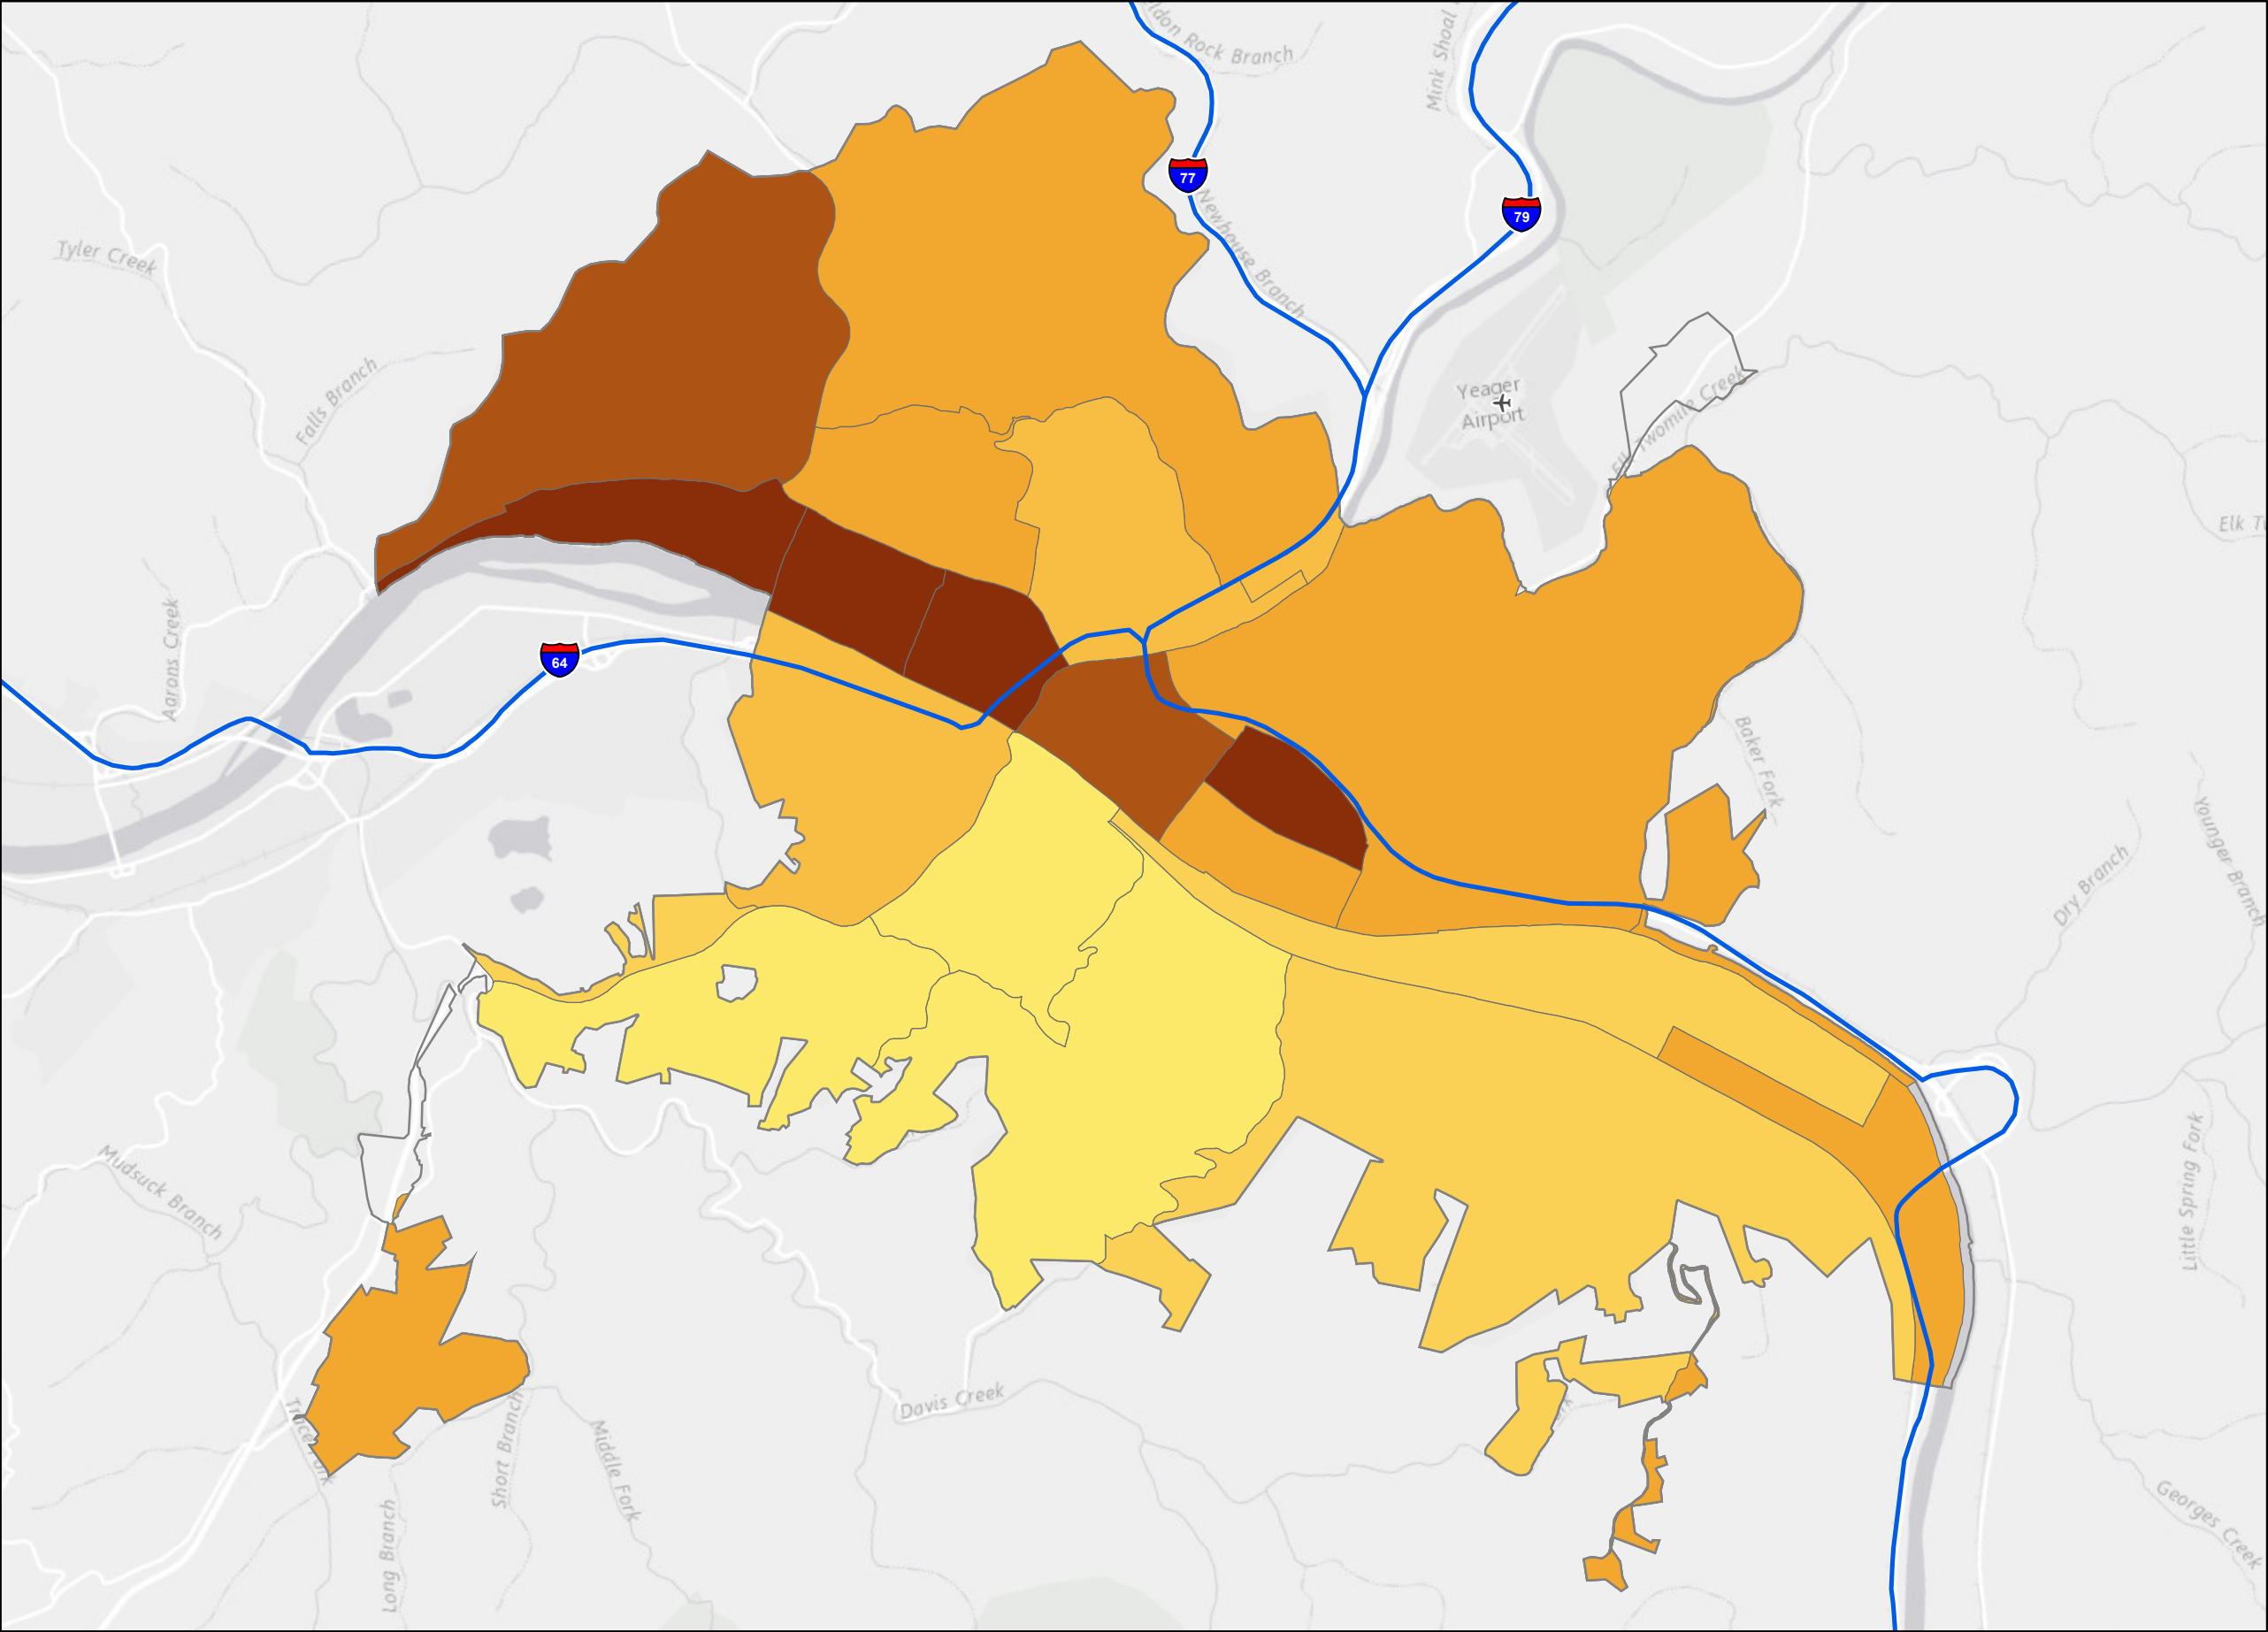 Rock Branch
Mink Shoal
77
79
Newhouse Branch
Tyler Creek
Falls Branch
Yeager
Airport
Elk Twomile Creek
Aarons Creek
64
Baker Fork
Dry Branch
Younger Branch
Mudsuck Branch
Little Spring Fork
Davis Creek
Short Branch
Middle Fork
Long Branch
Georges Creek